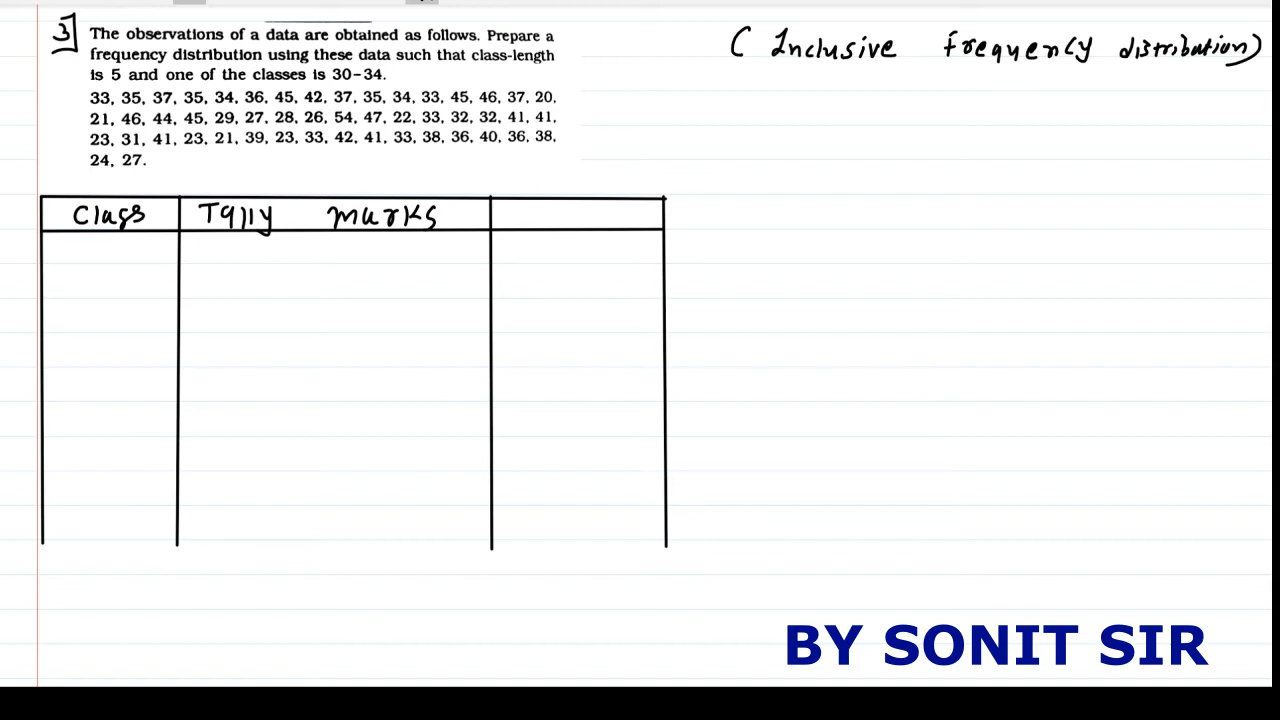 3
The observations of a data are obtained as follows. Prepare a
frequency distribution using these data such that class-length
is 5 and one of the classes is 30-34.
33, 35, 37, 35, 34, 36, 45, 42, 37, 35, 34, 33, 45, 46, 37, 20,
21, 46, 44, 45, 29, 27, 28, 26, 54, 47, 22, 33, 32, 32, 41, 41,
23, 31, 41, 23, 21, 39, 23, 33, 42, 41, 33, 38, 36, 40, 36, 38,
24, 27.
( Inclusive frequency distribution)
Class Tally marks
BY SONIT SIR